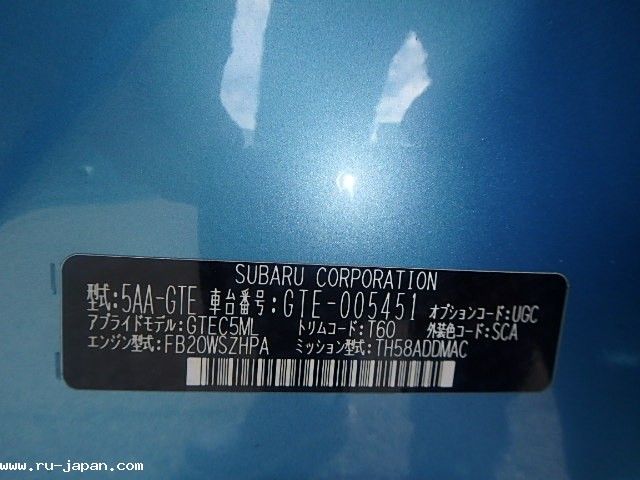 SUBARU CORPORATION
型式:5AA-GTE 車台番号:GTE-005451 オプションコード:UGC
アプライドモデル:GTEC5ML トリムコード:T60 外装色コード:SCA
エンジン型式:FB20WSZHPA ミッション型式:TH58ADDMAC
www.ru-japan.com